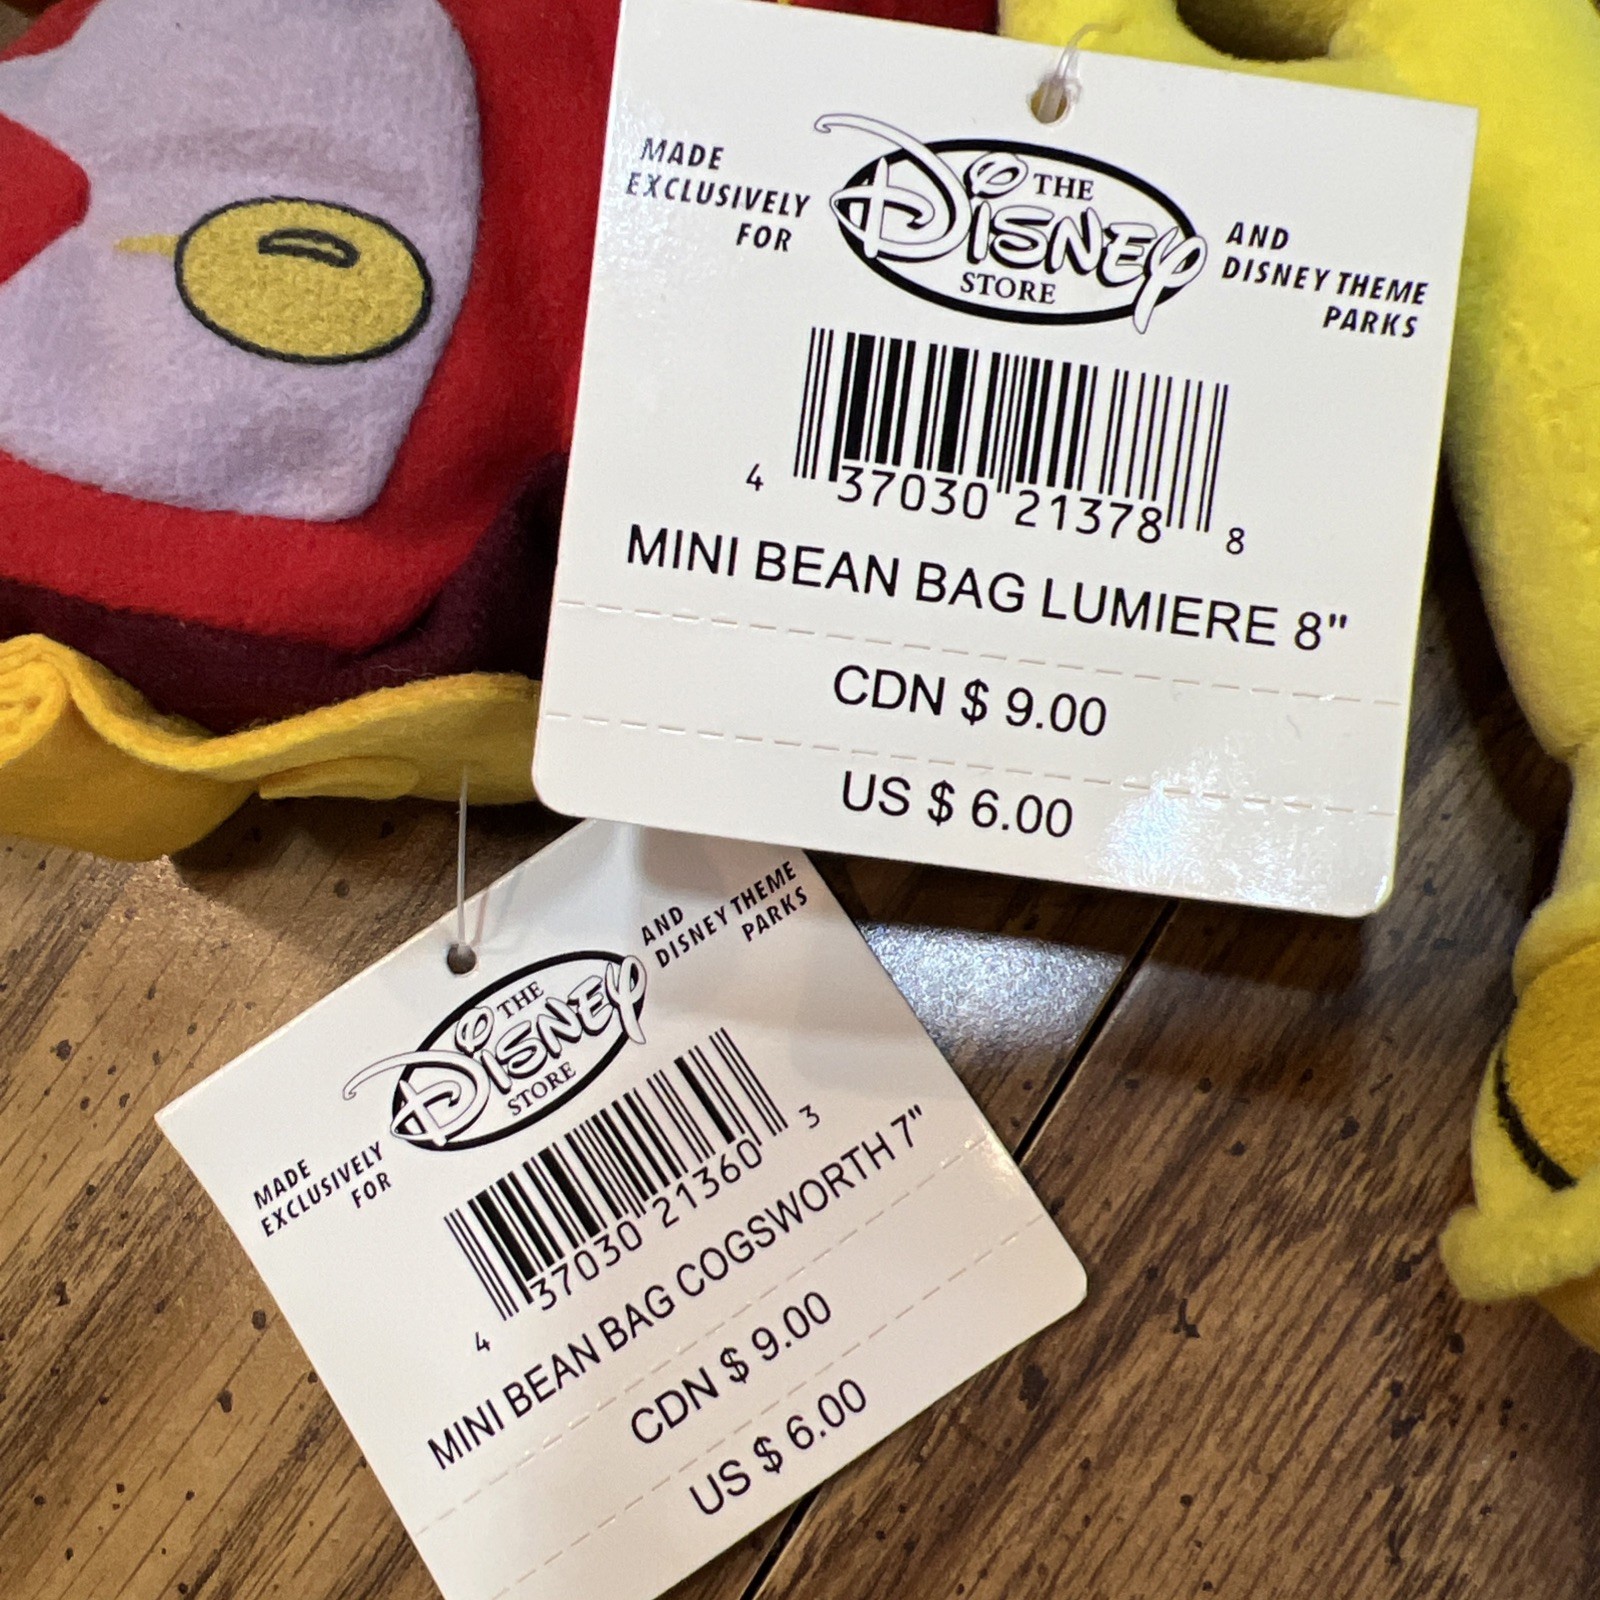 MADE
EXCLUSIVELY
FOR
THE
DISNEY
STORE
AND
DISNEY THEME
PARKS
4 37030 21378 8
MINI BEAN BAG LUMIERE 8"
CDN $ 9.00
US $ 6.00
MADE
EXCLUSIVELY
FOR
THE
DISNEY
STORE
AND
DISNEY THEME
PARKS
4 37030 21360 3
MINI BEAN BAG COGSWORTH 7"
CDN $ 9.00
US $ 6.00